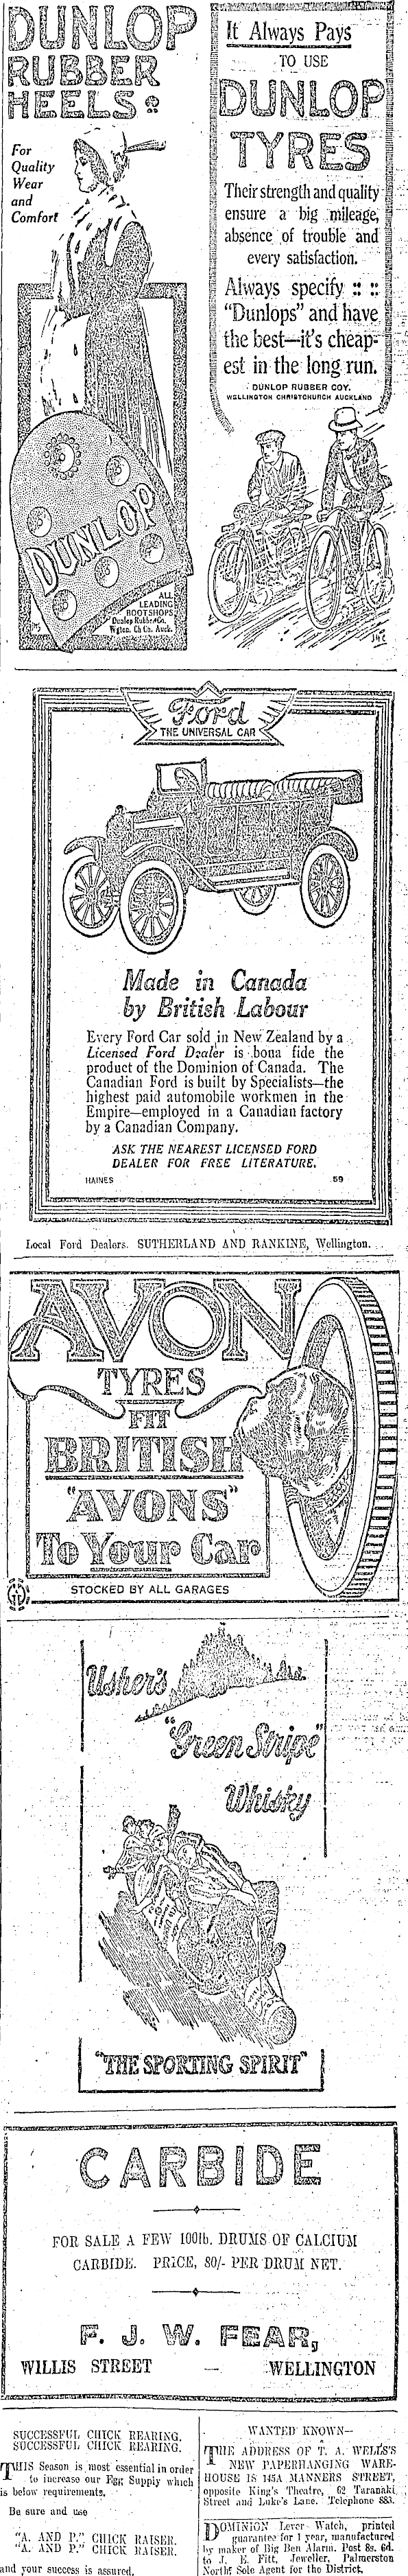 DUNLOP
RUBBER
HEELS
For
Quality
Wear
and
Comfort
DUNLOP
ALL
LEADING
BOOTSHOPS
Dunlop Rubber Co.
Wgton. Ch Ch. Auck.
It Always Pays
TO USE
DUNLOP
TYRES
Their strength and quality
ensure a big mileage,
absence of trouble and
every satisfaction.
Always specify :: ::
"Dunlops" and have
the best—it's cheap-
est in the long run.
DUNLOP RUBBER COY.
WELLINGTON CHRISTCHURCH AUCKLAND
Ford
THE UNIVERSAL CAR
Made in Canada
by British Labour
Every Ford Car sold in New Zealand by a
Licensed Ford Dealer is bona fide the
product of the Dominion of Canada. The
Canadian Ford is built by Specialists—the
highest paid automobile workmen in the
Empire—employed in a Canadian factory
by a Canadian Company.
ASK THE NEAREST LICENSED FORD
DEALER FOR FREE LITERATURE.
HAINES 59
Local Ford Dealers. SUTHERLAND AND RANKINE, Wellington.
AVON
TYRES
FIT
BRITISH
"AVONS"
To Your Car
STOCKED BY ALL GARAGES
Usher's
"Green Stripe"
Whisky
"THE SPORTING SPIRIT"
CARBIDE
FOR SALE A FEW 100lb. DRUMS OF CALCIUM
CARBIDE. PRICE, 80/- PER DRUM NET.
F. J. W. FEAR,
WILLIS STREET — WELLINGTON
SUCCESSFUL CHICK REARING.
SUCCESSFUL CHICK REARING.
THIS Season is most essential in order
to increase our Egg Supply which
is below requirements.
Be sure and use
"A. AND P." CHICK RAISER.
"A. AND P." CHICK RAISER.
and your success is assured.
WANTED KNOWN—
THE ADDRESS OF T. A. WELLS'S
NEW PAPERHANGING WARE-
HOUSE IS 145A MANNERS STREET,
opposite King's Theatre, 62 Taranaki
Street and Luke's Lane. Telephone 883.
DOMINION Lever Watch, printed
guarantee for 1 year, manufactured
by maker of Big Ben Alarm. Post 8s. 6d.
to J. E. Fitt, Jeweller, Palmerston
North; Sole Agent for the District.